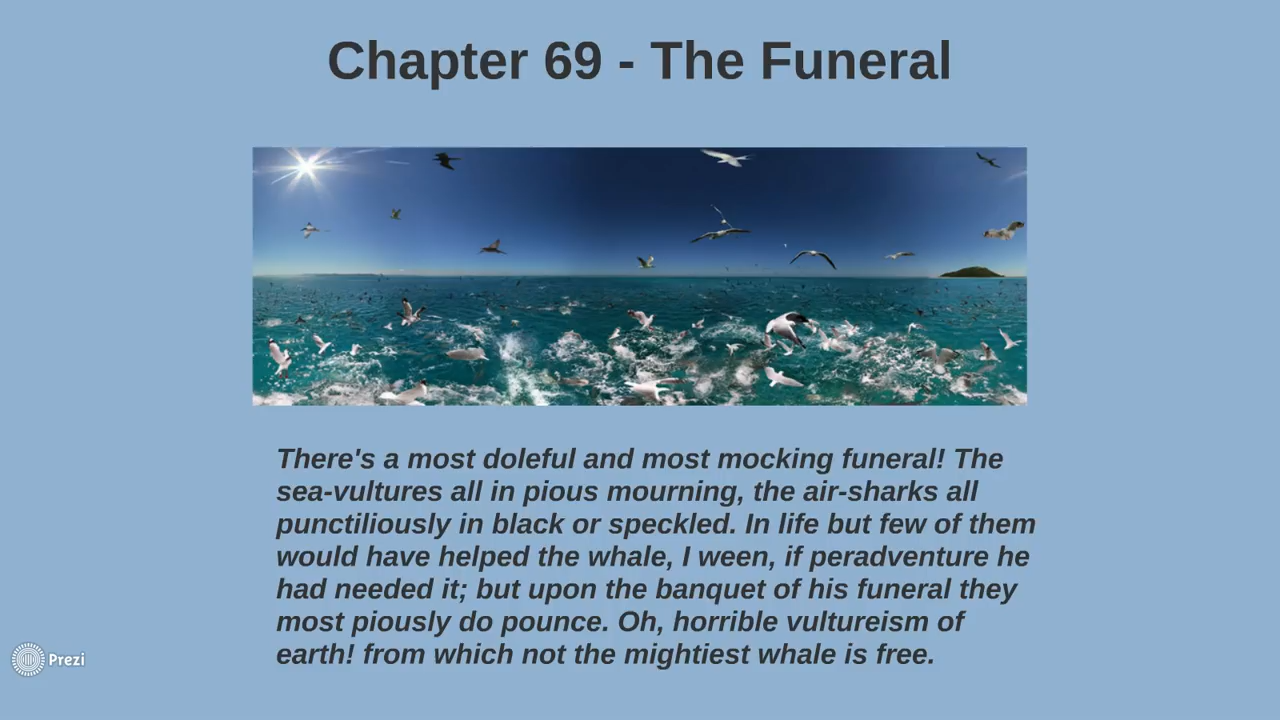 Chapter 69 - The Funeral
There's a most doleful and most mocking funeral! The
sea-vultures all in pious mourning, the air-sharks all
punctiliously in black or speckled. In life but few of them
would have helped the whale, I ween, if peradventure he
had needed it; but upon the banquet of his funeral they
most piously do pounce. Oh, horrible vultureism of
earth! from which not the mightiest whale is free.
Prezi